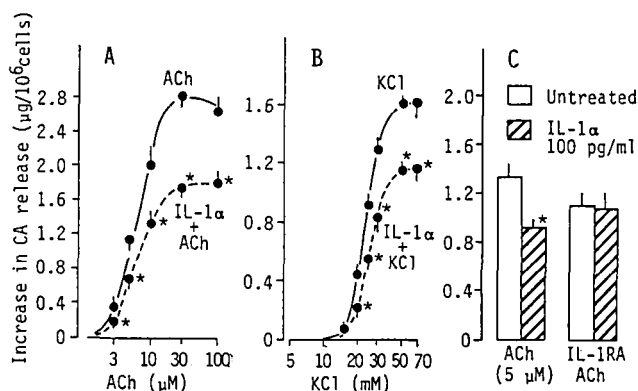 Increase in CA release (μg/10⁶cells)
A
ACh
2.8
2.4
2.0
1.6
1.2
0.8
0.4
0
*
*
*
*
*
IL-1α
+
ACh
3
10
30
100
ACh (μM)
B
KCl
1.6
1.2
0.8
0.4
0
*
*
*
*
*
IL-1α
+
KCl
5
10
30
50
70
KCl (mM)
C
Untreated
IL-1α
100 pg/ml
2.0
1.6
1.2
0.8
0.4
0
*
ACh
(5 μM)
IL-1RA
ACh